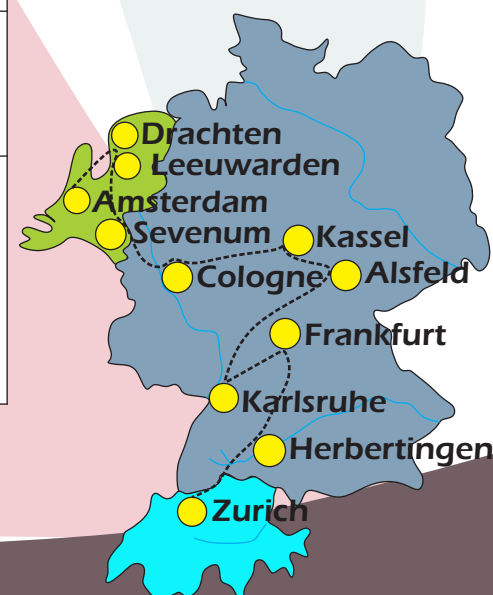 Drachten
Leeuwarden
Amsterdam
Sevenum
Kassel
Cologne
Alsfeld
Frankfurt
Karlsruhe
Herbertingen
Zurich